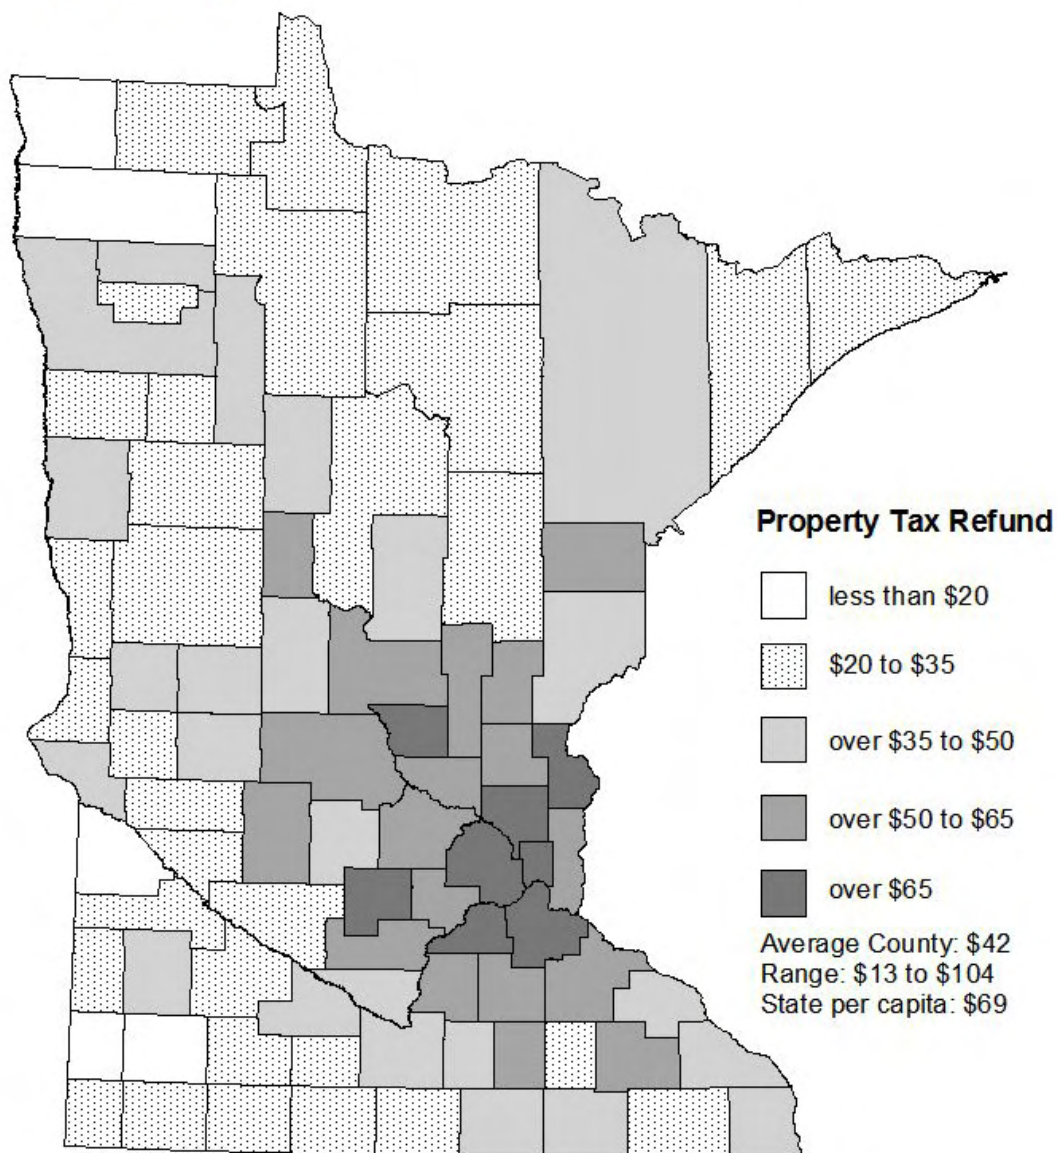 Property Tax Refund
less than $20
$20 to $35
over $35 to $50
over $50 to $65
over $65
Average County: $42
Range: $13 to $104
State per capita: $69